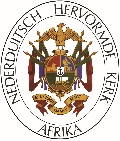 NEDERDUITSCH HERVORMDE KERK
AFRIKA